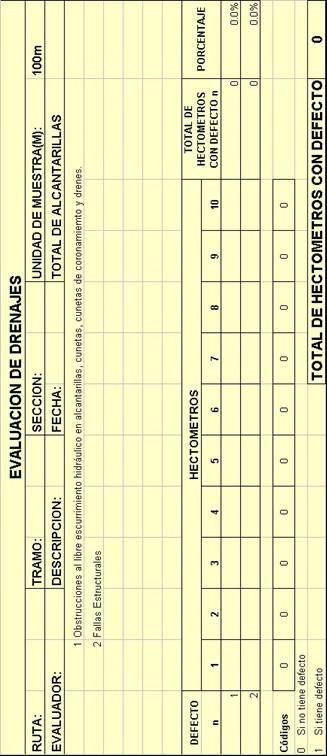 EVALUACION DE DRENAJES
RUTA: TRAMO: SECCION: UNIDAD DE MUESTRA(M): 100m
EVALUADOR: DESCRIPCION: FECHA: TOTAL DE ALCANTARILLAS
1 Obstrucciones al libre escurrimiento hidráulico en alcantarillas, cunetas, cunetas de coronamiemto y drenes.
2 Fallas Estructurales
DEFECTO HECTOMETROS TOTAL DE HECTOMETROS CON DEFECTO n PORCENTAJE
n 1 2 3 4 5 6 7 8 9 10
1 0 0.0%
2 0 0.0%
Códigos 0 0 0 0 0 0 0 0 0 0
0 Si no tiene defecto
1 Si tiene defecto TOTAL DE HECTOMETROS CON DEFECTO 0